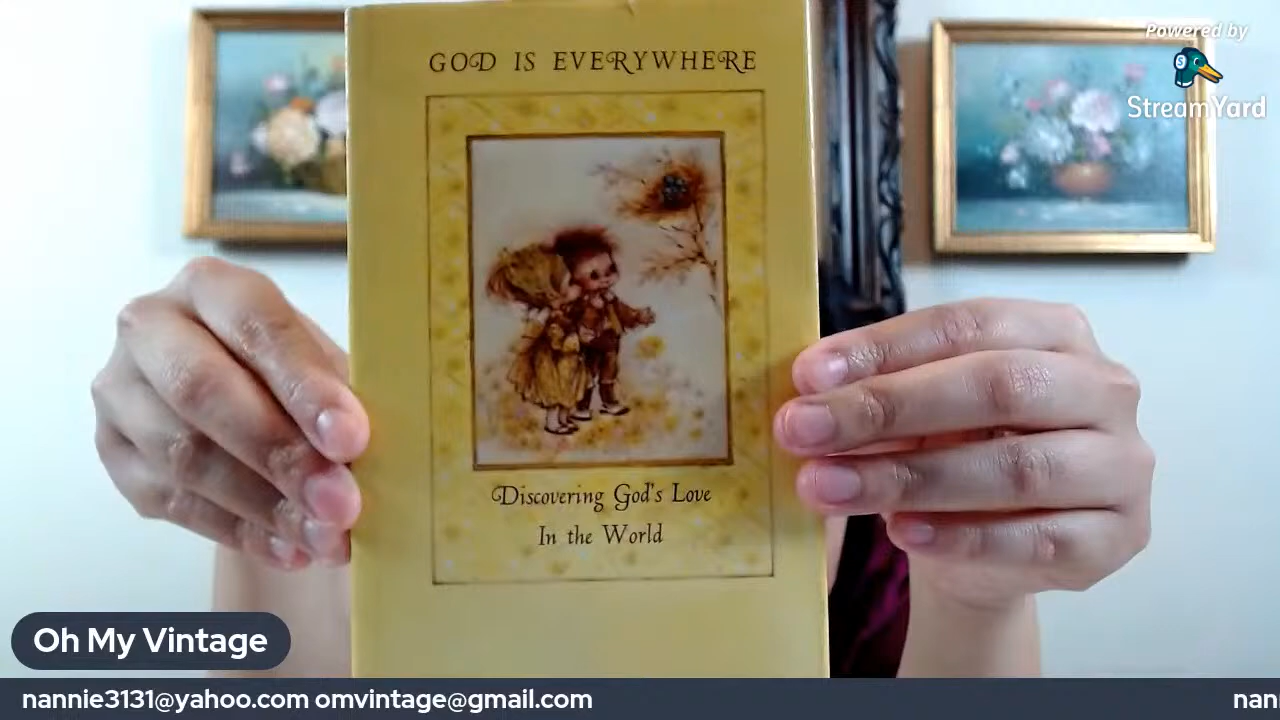 GOD IS EVERYWHERE
Powered by
StreamYard
Discovering God's Love
In the World
Oh My Vintage
nannie3131@yahoo.com omvintage@gmail.com
nan